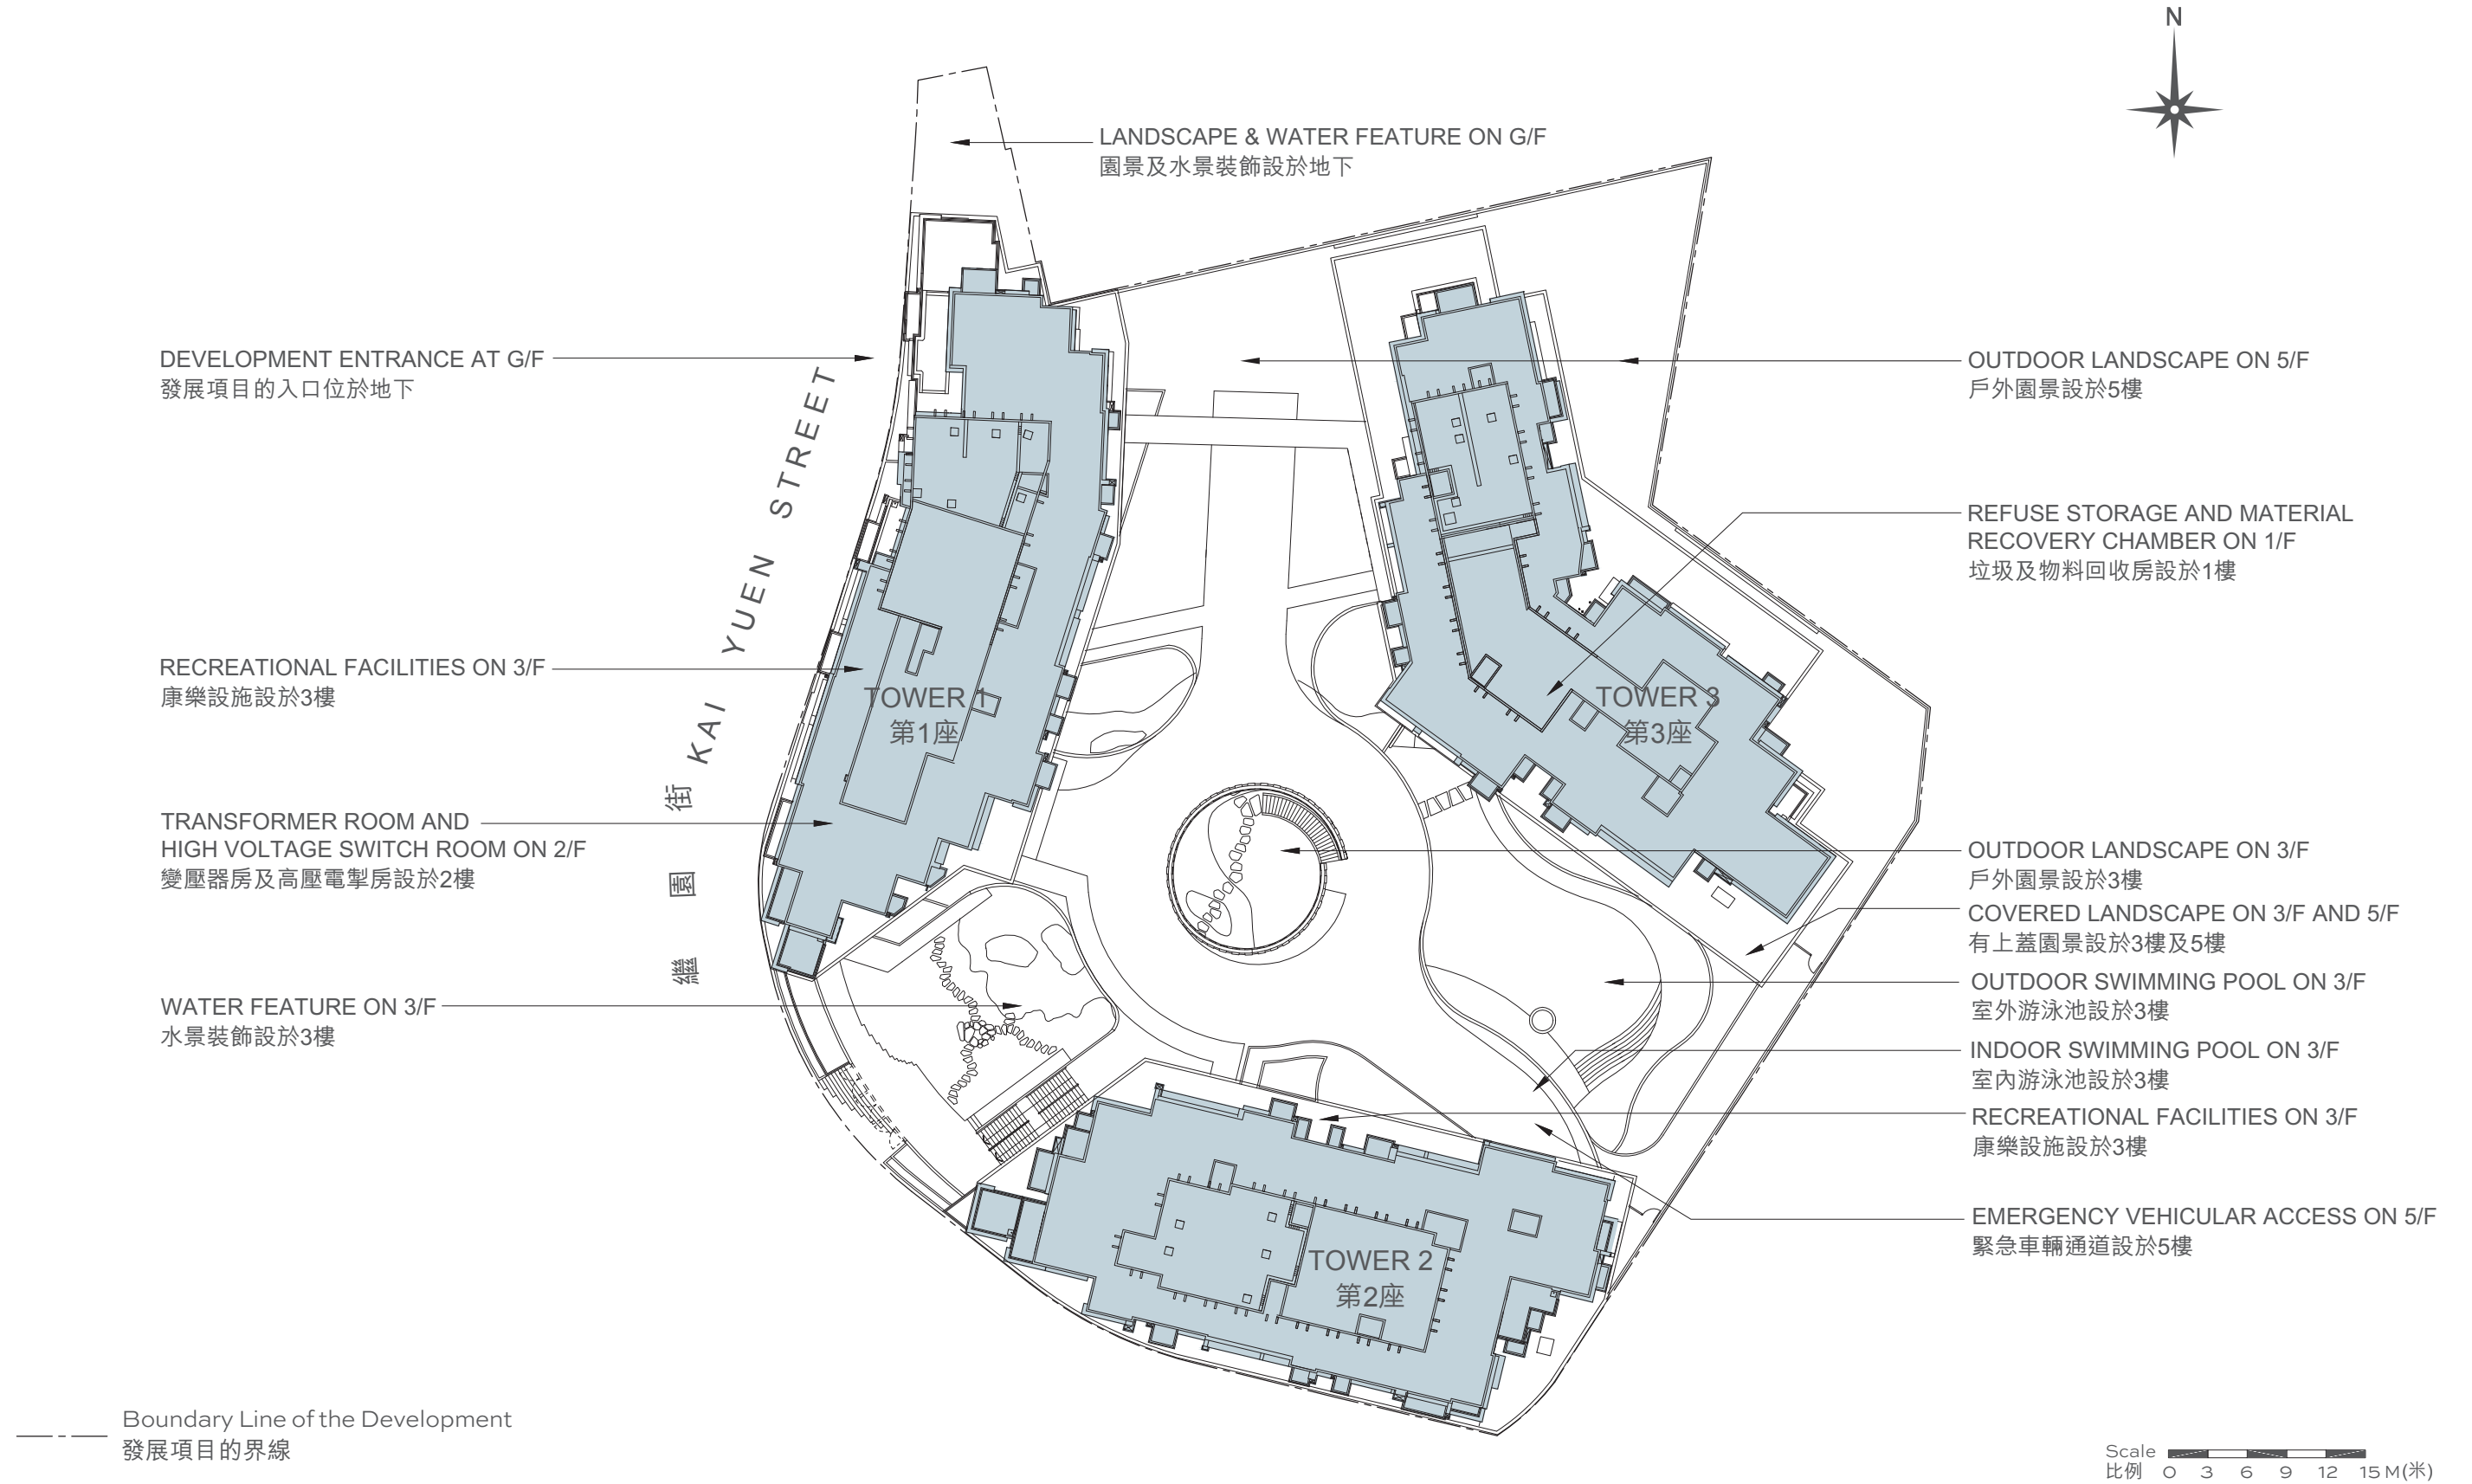 N
LANDSCAPE & WATER FEATURE ON G/F
園景及水景裝飾設於地下
DEVELOPMENT ENTRANCE AT G/F
發展項目的入口位於地下
RECREATIONAL FACILITIES ON 3/F
康樂設施設於3樓
TRANSFORMER ROOM AND
HIGH VOLTAGE SWITCH ROOM ON 2/F
變壓器房及高壓電掣房設於2樓
WATER FEATURE ON 3/F
水景裝飾設於3樓
KAI YUEN STREET
繼園街
TOWER 1
第1座
TOWER 3
第3座
TOWER 2
第2座
OUTDOOR LANDSCAPE ON 5/F
戶外園景設於5樓
REFUSE STORAGE AND MATERIAL
RECOVERY CHAMBER ON 1/F
垃圾及物料回收房設於1樓
OUTDOOR LANDSCAPE ON 3/F
戶外園景設於3樓
COVERED LANDSCAPE ON 3/F AND 5/F
有上蓋園景設於3樓及5樓
OUTDOOR SWIMMING POOL ON 3/F
室外游泳池設於3樓
INDOOR SWIMMING POOL ON 3/F
室內游泳池設於3樓
RECREATIONAL FACILITIES ON 3/F
康樂設施設於3樓
EMERGENCY VEHICULAR ACCESS ON 5/F
緊急車輛通道設於5樓
Boundary Line of the Development
發展項目的界線
Scale
比例 0 3 6 9 12 15 M(米)